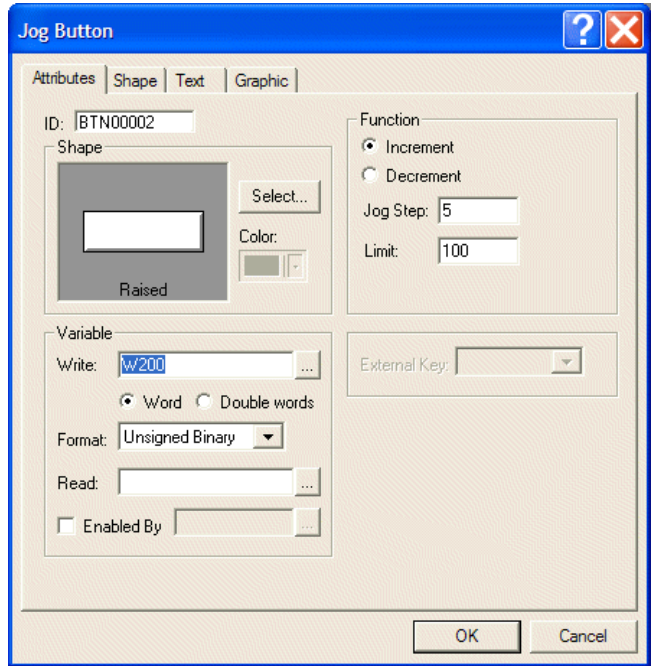 Jog Button
Attributes Shape Text Graphic
ID: BTN00002
Shape
Select...
Color:
Raised
Function
Increment
Decrement
Jog Step: 5
Limit: 100
Variable
Write: W200 ...
Word Double words
Format: Unsigned Binary
Read: ...
Enabled By ...
External Key:
OK Cancel